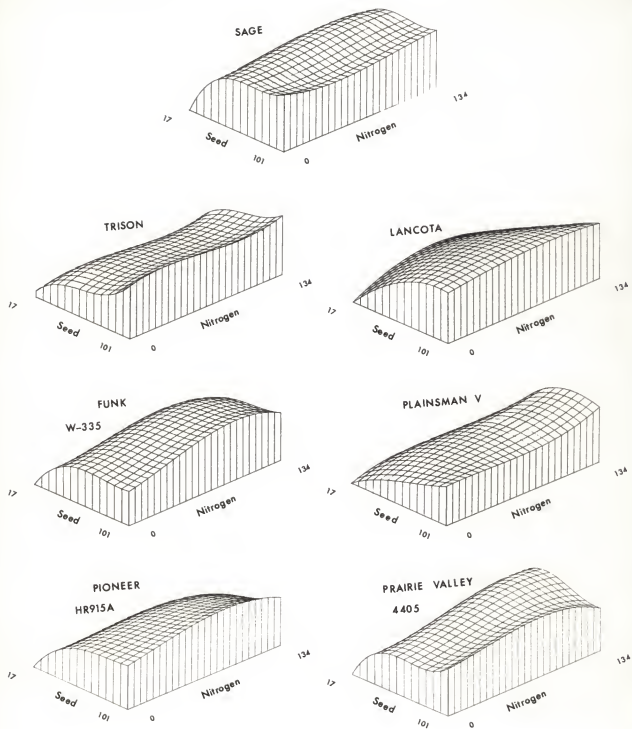 SAGE
17
Seed
101
0
Nitrogen
134
TRISON
17
Seed
101
0
Nitrogen
134
LANCOTA
17
Seed
101
0
Nitrogen
134
FUNK
W-335
17
Seed
101
0
Nitrogen
134
PLAINSMAN V
17
Seed
101
0
Nitrogen
134
PIONEER
HR915A
17
Seed
101
0
Nitrogen
134
PRAIRIE VALLEY
4405
17
Seed
101
0
Nitrogen
134